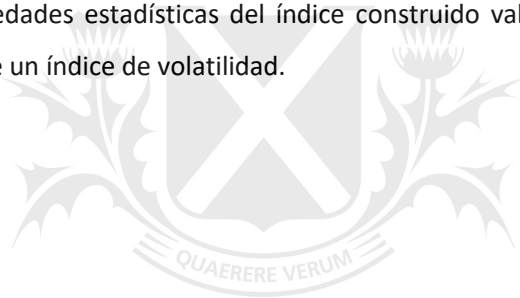 edades estadísticas del índice construido val
un índice de volatilidad.
QUAERERE VERUM